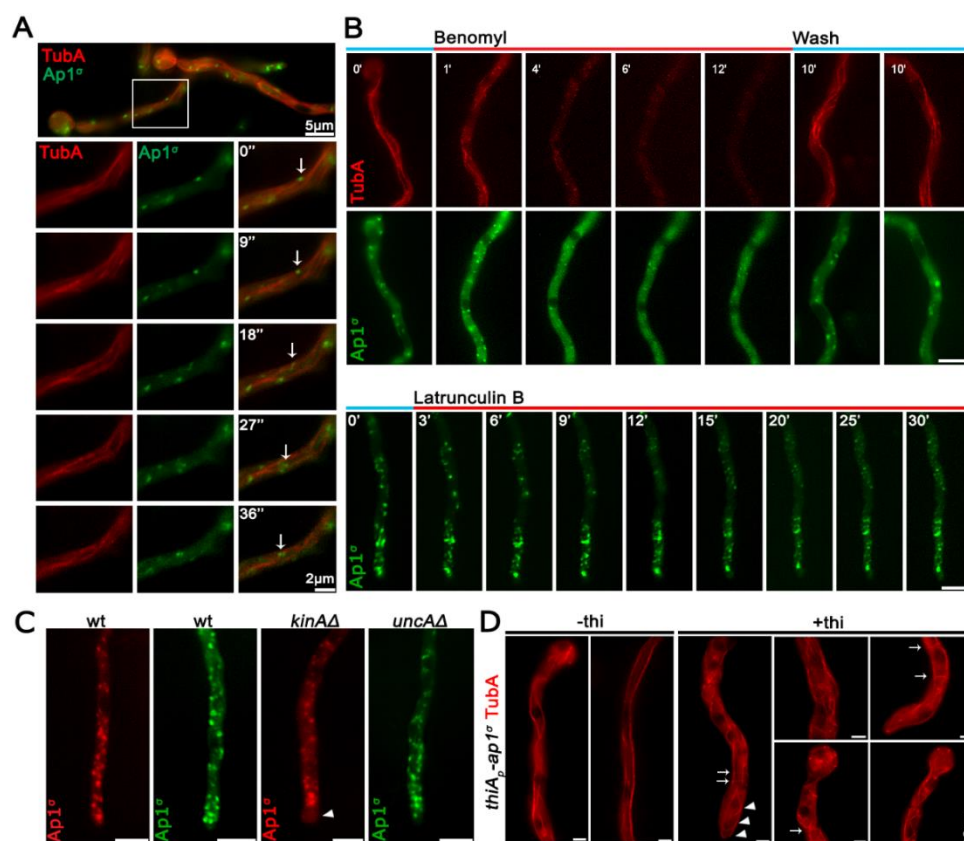 A
TubA
Ap1σ
5μm
TubA Ap1σ 0"
9"
18"
27"
36"
2μm
B
Benomyl Wash
0' 1' 4' 6' 12' 10' 10'
TubA
Ap1σ
Latrunculin B
0' 3' 6' 9' 12' 15' 20' 25' 30'
Ap1σ
C
wt wt kinAΔ uncAΔ
Ap1σ Ap1σ Ap1σ Ap1σ
D
-thi +thi
thiAp-ap1σ TubA